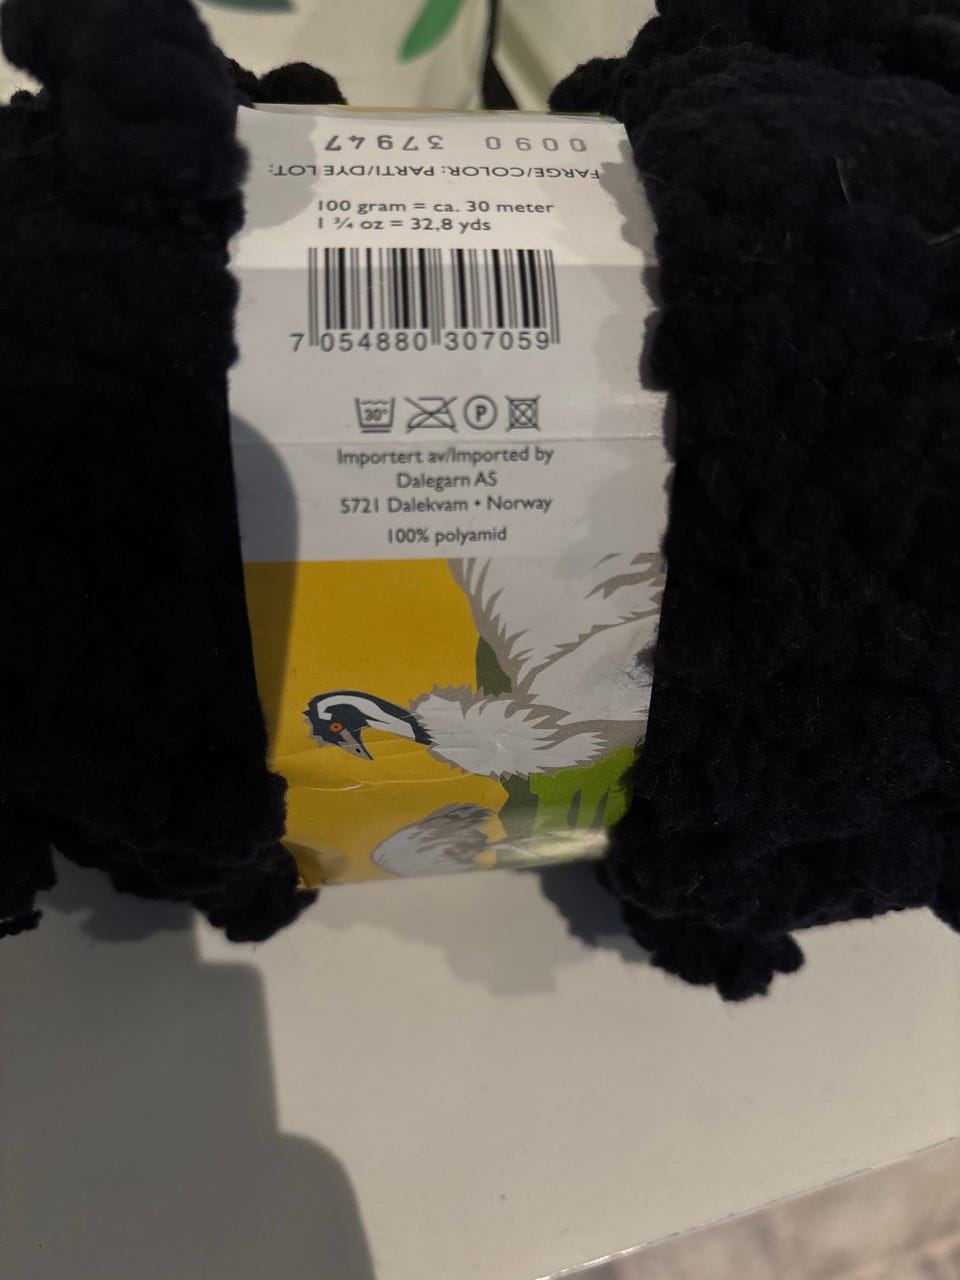 0090 37947
FARGE/COLOR: PARTI/DYE LOT:
100 gram = ca. 30 meter
1 ¾ oz = 32,8 yds
7 054880 307059
30°
P
Importert av/Imported by
Dalegarn AS
5721 Dalekvam • Norway
100% polyamid